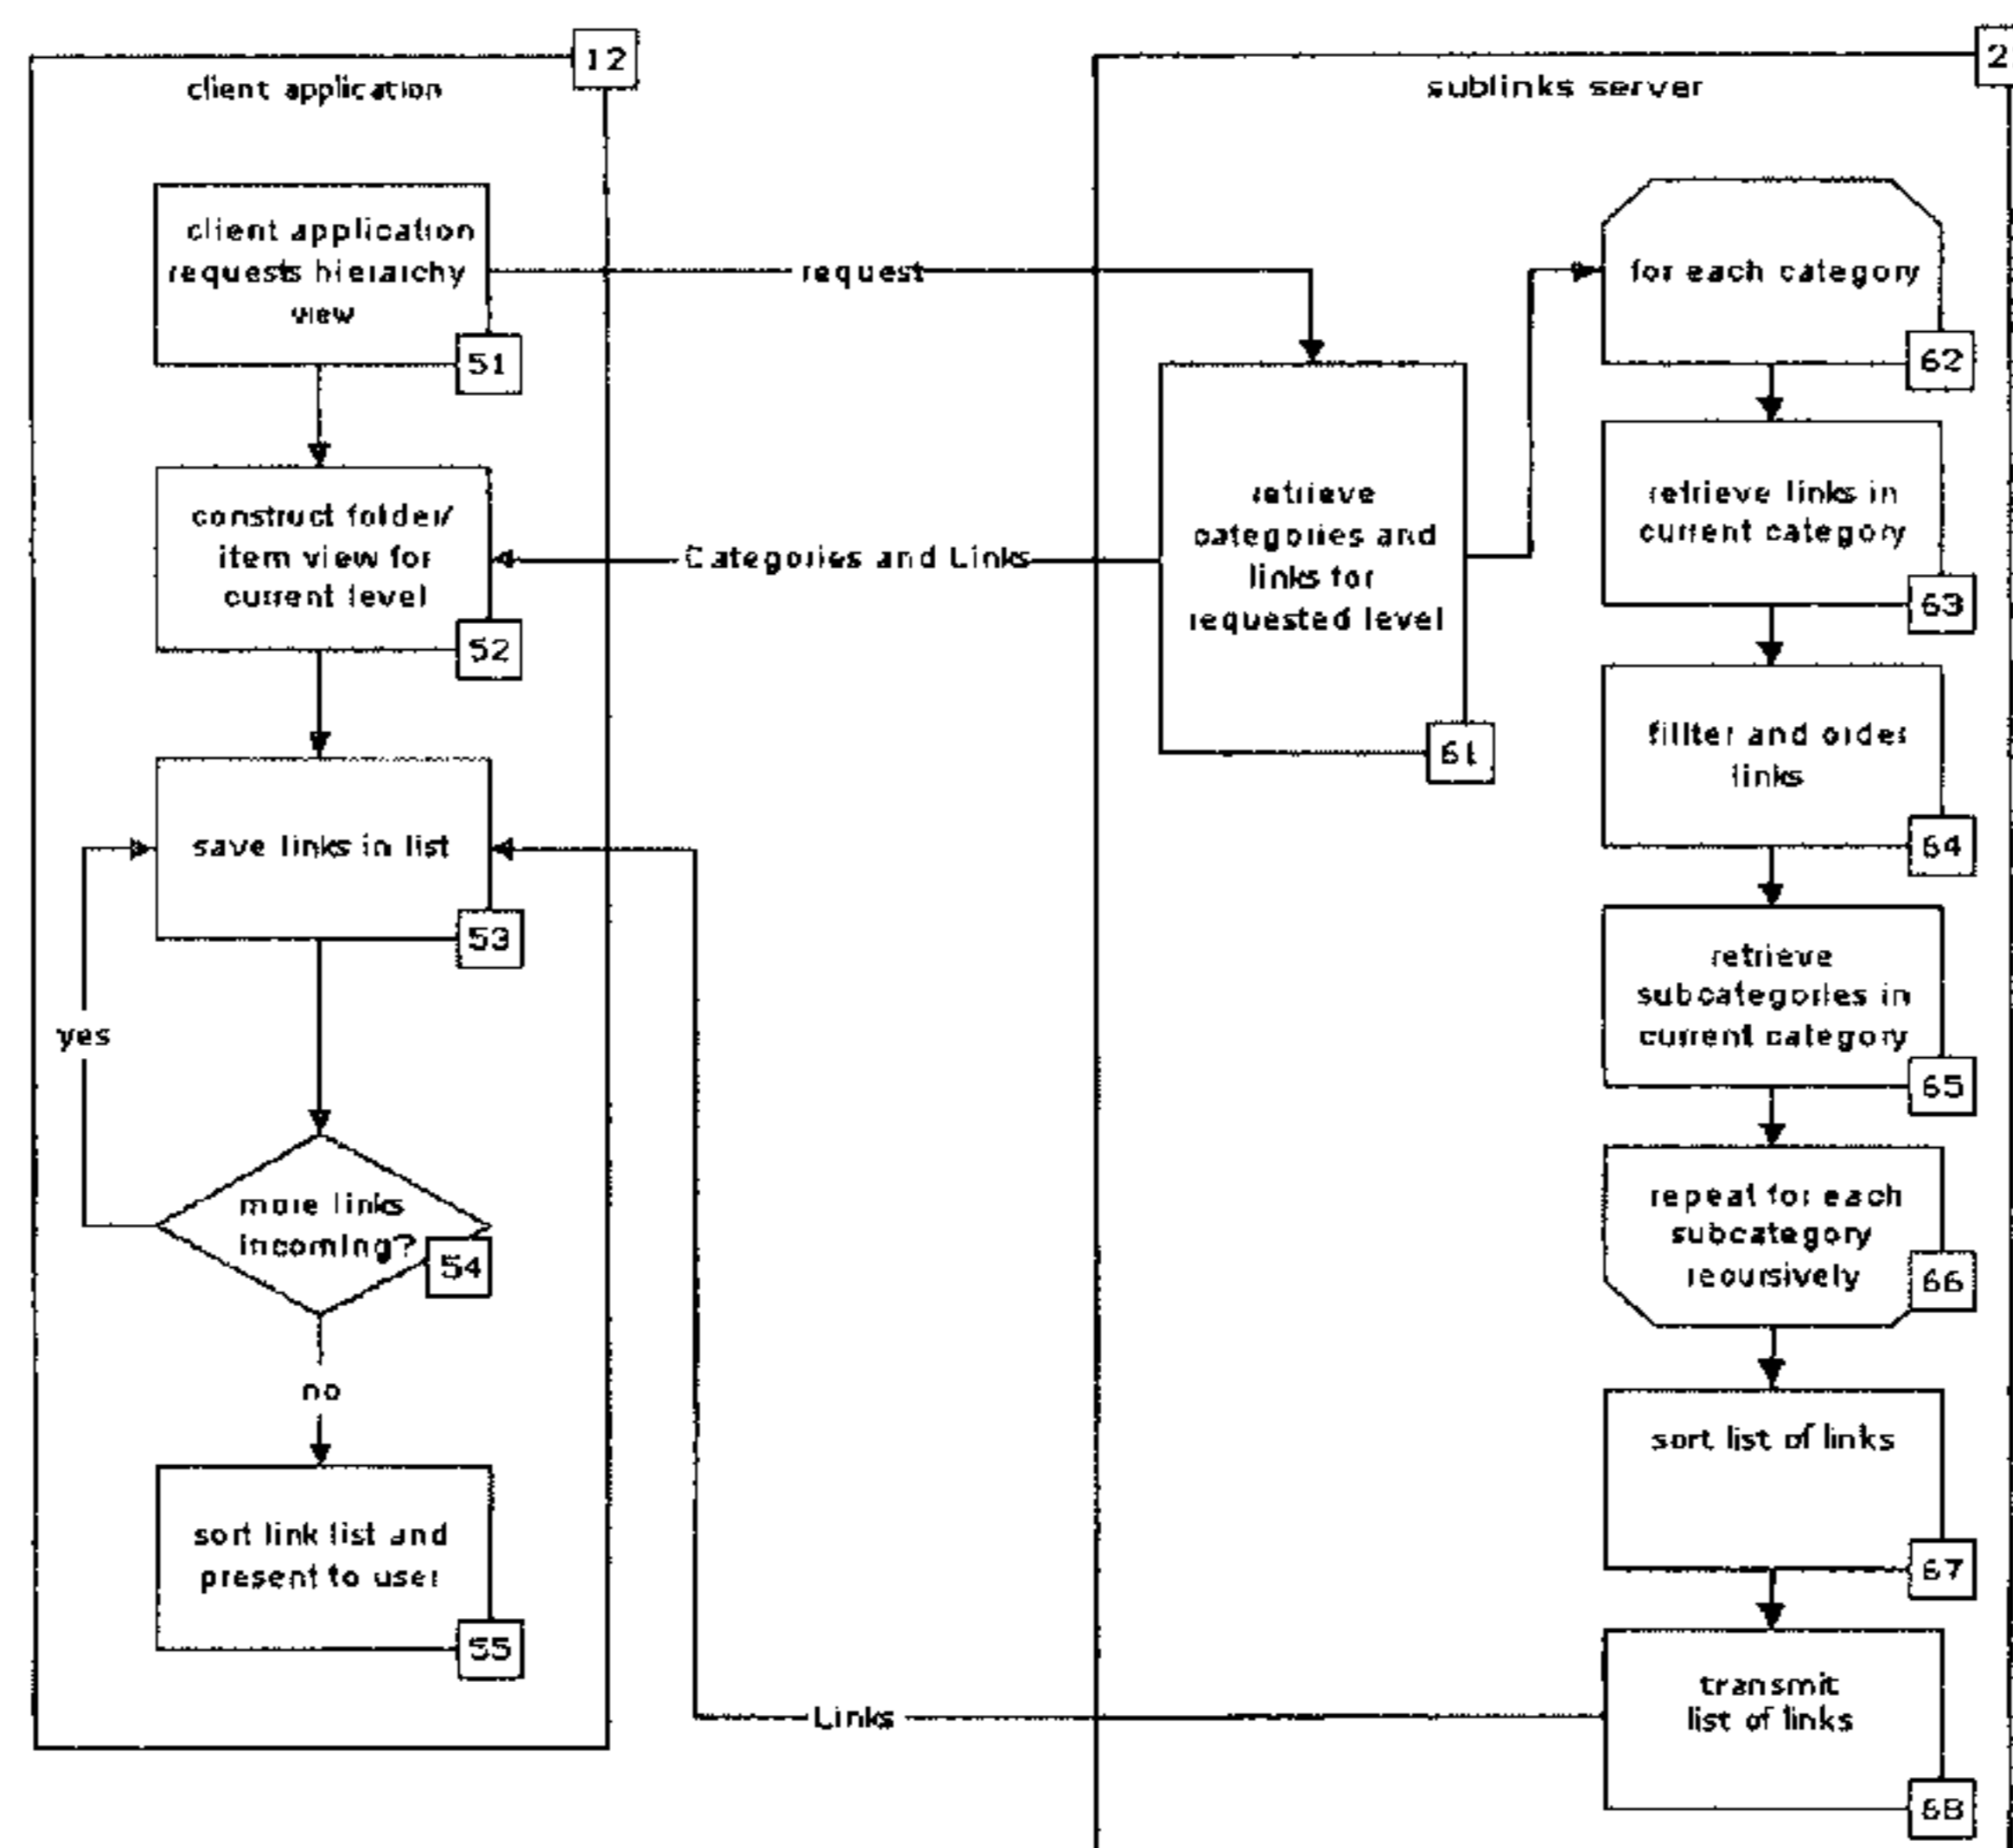 12
client application
client application
requests hierarchy
view
51
construct folder/
item view for
current level
52
save links in list
53
yes
more links
incoming?
54
no
sort link list and
present to user
55
request
Categories and Links
Links
2
sublinks server
retrieve
categories and
links for
requested level
61
for each category
62
retrieve links in
current category
63
fillter and order
links
64
retrieve
subcategories in
current category
65
repeat for each
subcategory
recursively
66
sort list of links
67
transmit
list of links
68